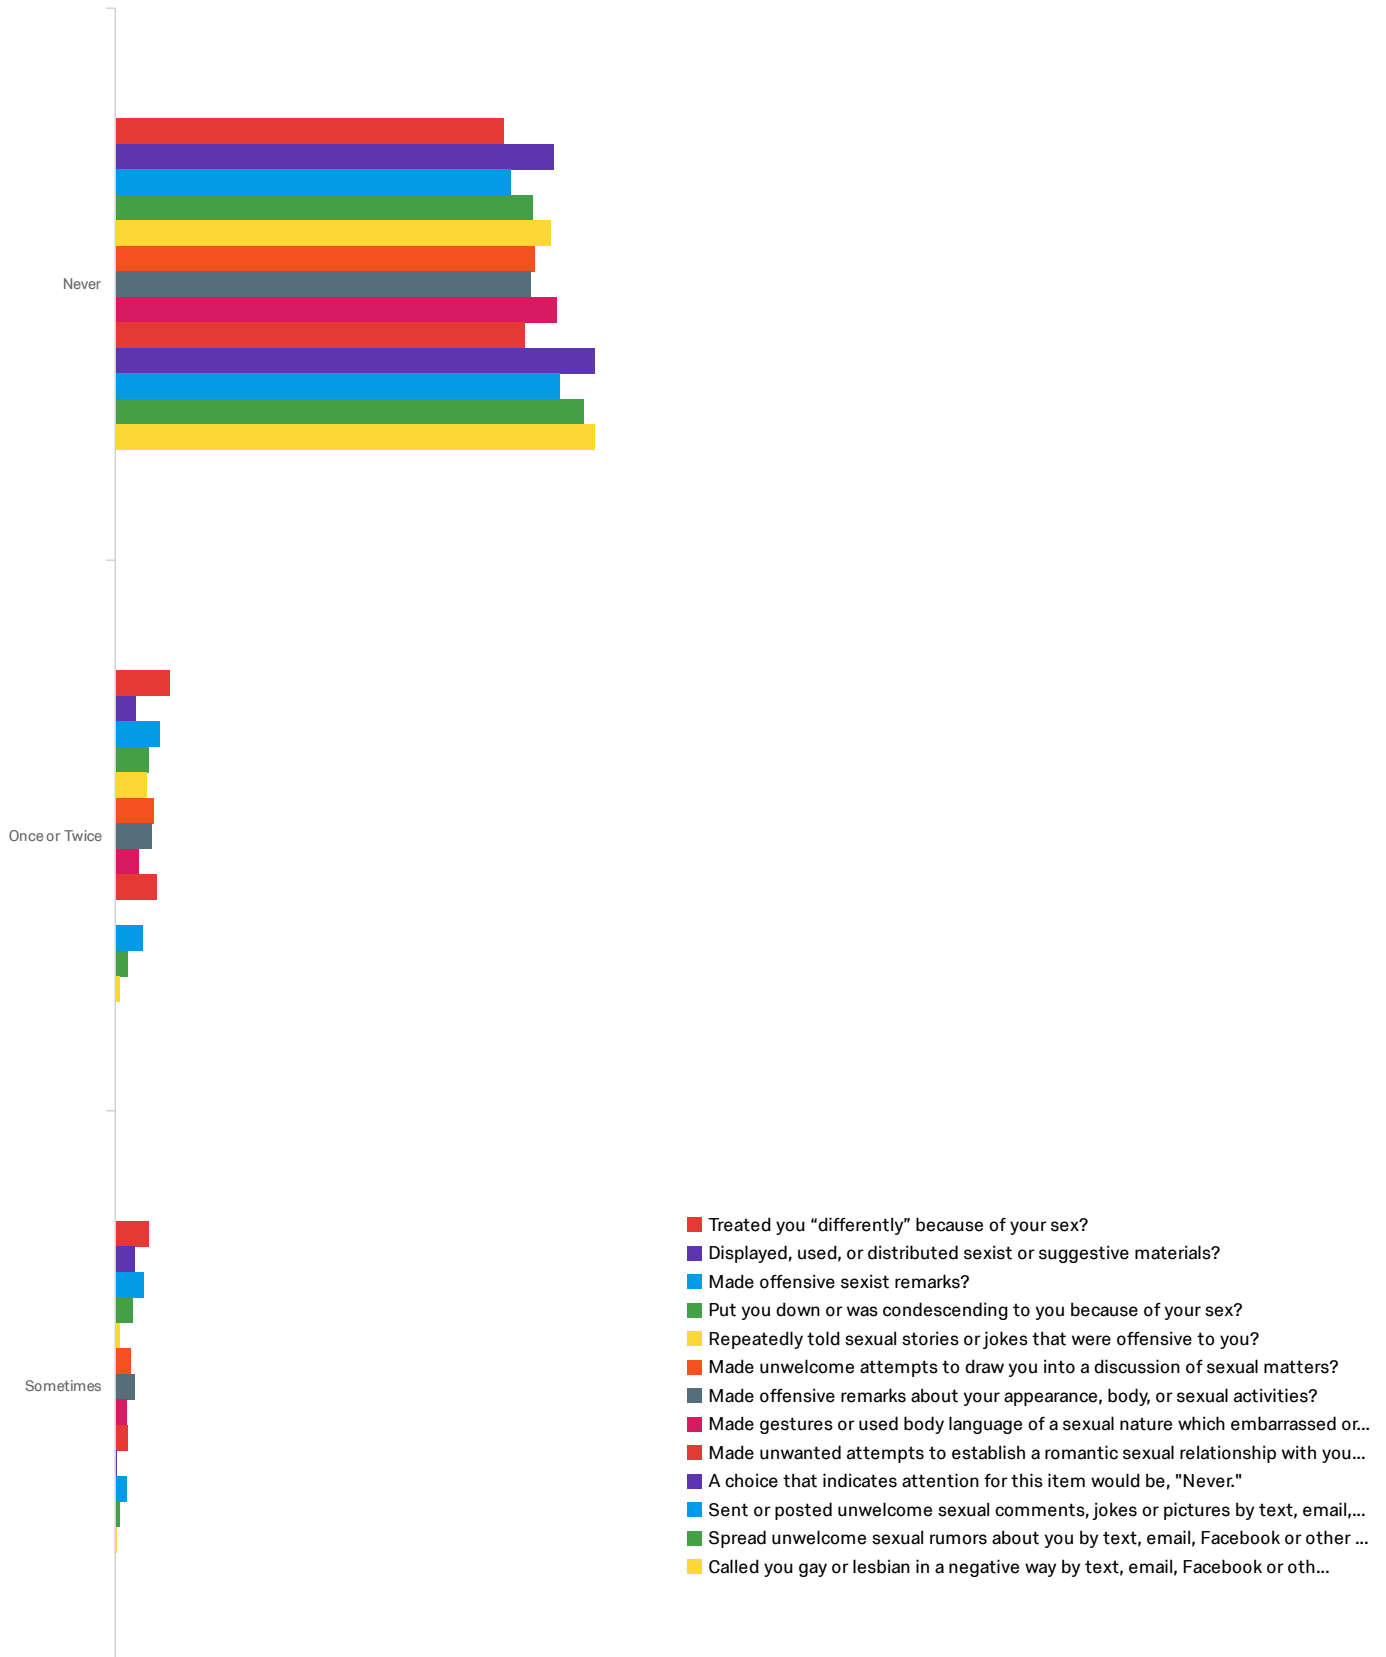 Never
Once or Twice
Sometimes
Treated you “differently” because of your sex?
Displayed, used, or distributed sexist or suggestive materials?
Made offensive sexist remarks?
Put you down or was condescending to you because of your sex?
Repeatedly told sexual stories or jokes that were offensive to you?
Made unwelcome attempts to draw you into a discussion of sexual matters?
Made offensive remarks about your appearance, body, or sexual activities?
Made gestures or used body language of a sexual nature which embarrassed or...
Made unwanted attempts to establish a romantic sexual relationship with you...
A choice that indicates attention for this item would be, "Never."
Sent or posted unwelcome sexual comments, jokes or pictures by text, email,...
Spread unwelcome sexual rumors about you by text, email, Facebook or other ...
Called you gay or lesbian in a negative way by text, email, Facebook or oth...